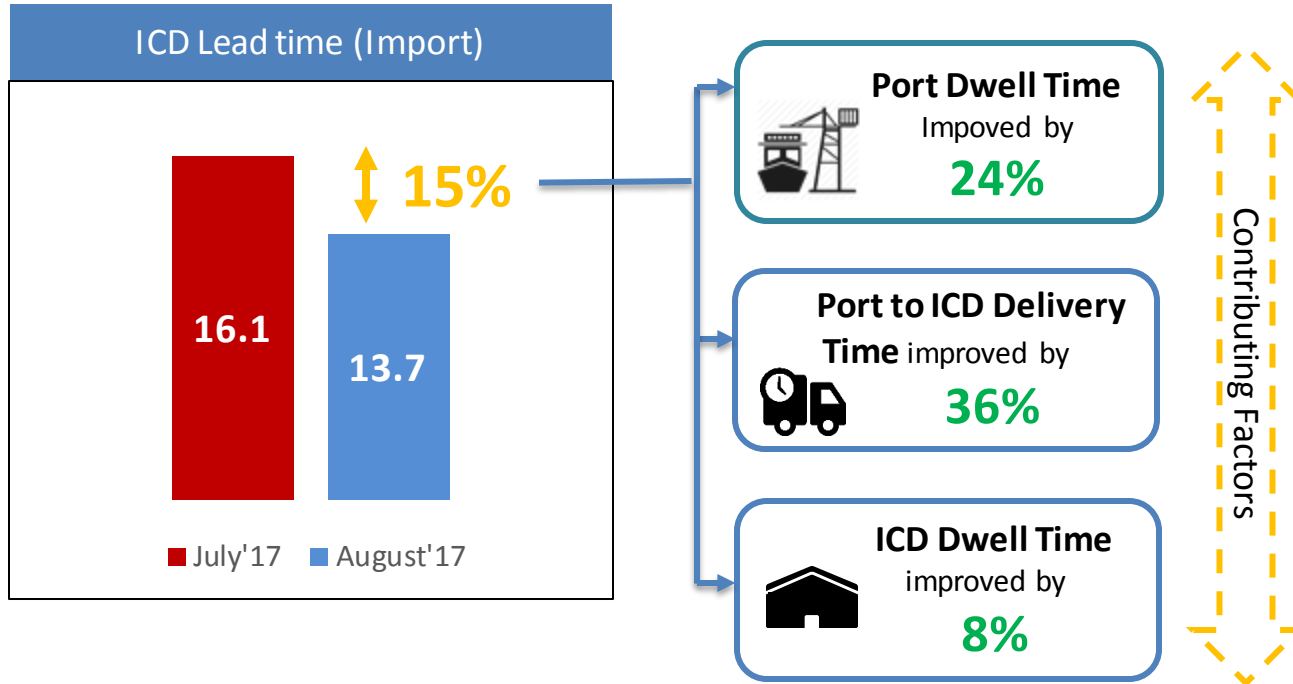 ICD Lead time (Import)
15%
16.1
13.7
July'17 August'17
Port Dwell Time
Impoved by
24%
Port to ICD Delivery
Time improved by
36%
ICD Dwell Time
improved by
8%
Contributing Factors